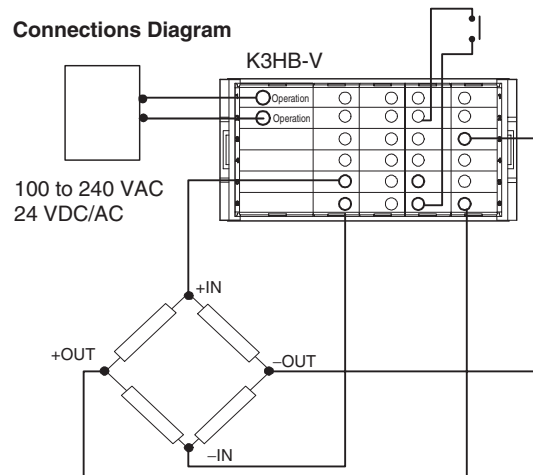 Connections Diagram
K3HB-V
Operation
Operation
100 to 240 VAC
24 VDC/AC
+IN
+OUT
−OUT
−IN